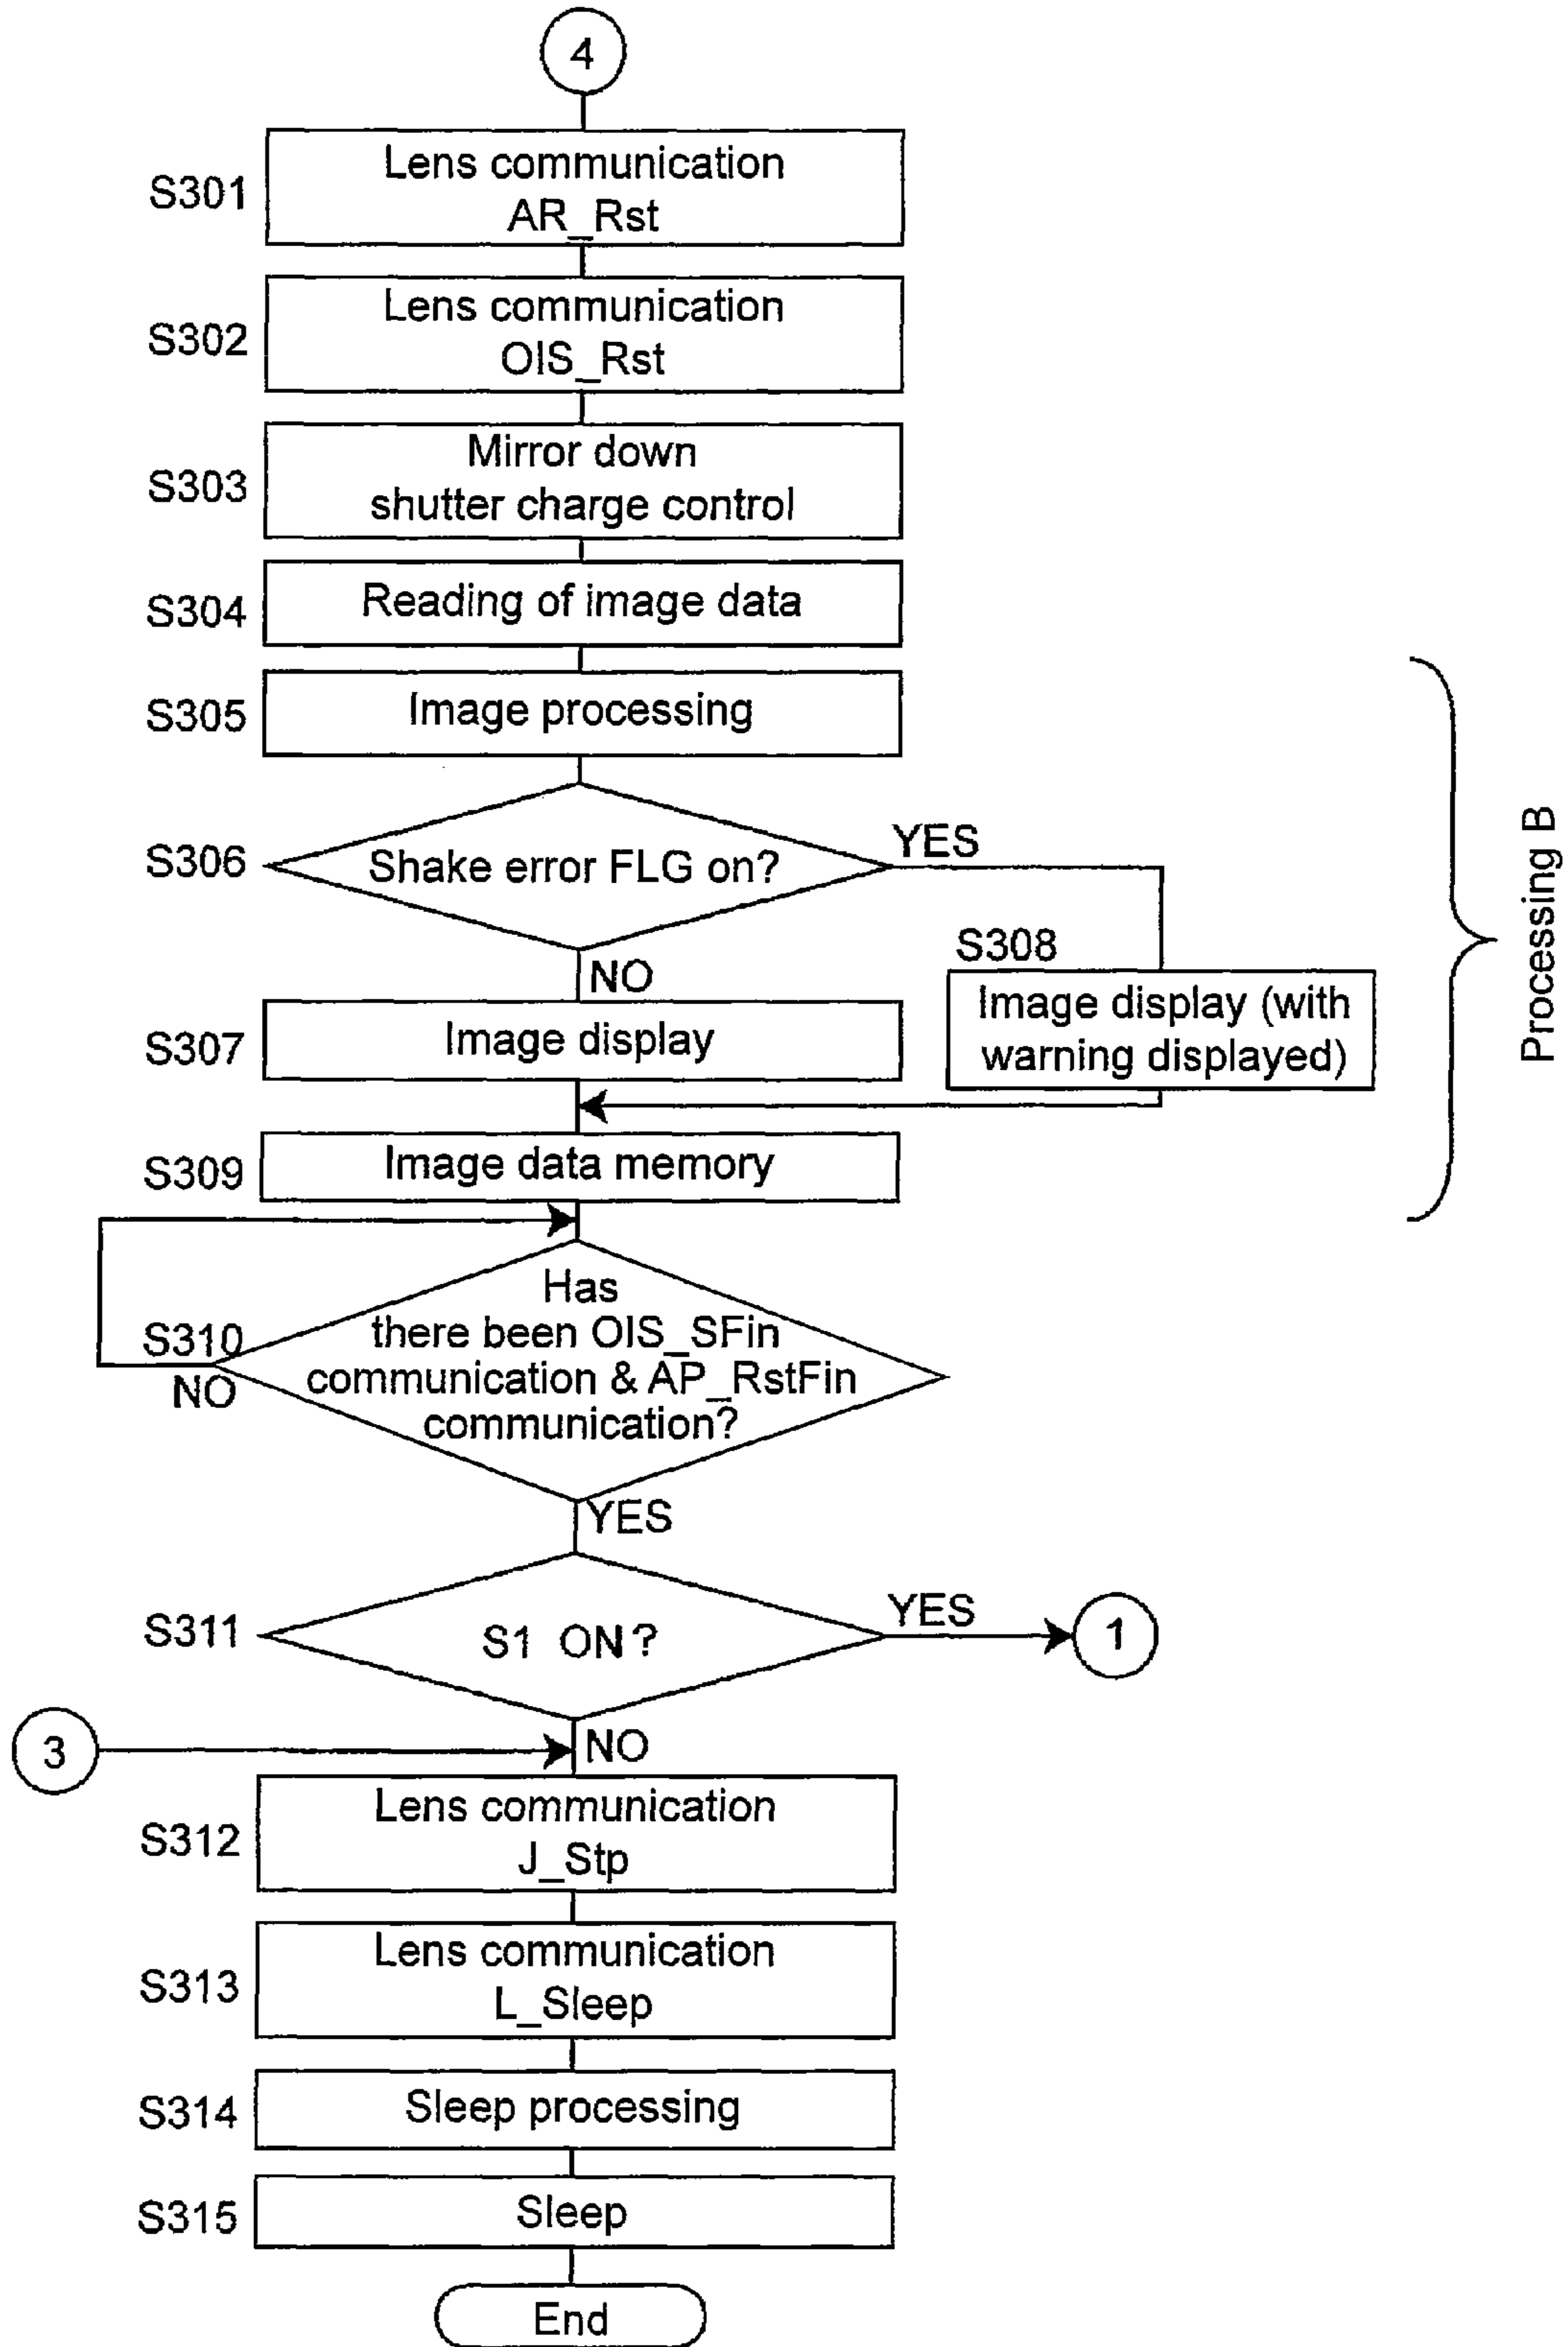 4
S301
Lens communication
AR_Rst
S302
Lens communication
OIS_Rst
S303
Mirror down
shutter charge control
S304
Reading of image data
S305
Image processing
S306
Shake error FLG on?
YES
NO
S308
Image display (with
warning displayed)
S307
Image display
Processing B
S309
Image data memory
S310
NO
Has
there been OIS_SFin
communication & AP_RstFin
communication?
YES
S311
S1 ON?
YES
1
3
NO
S312
Lens communication
J_Stp
S313
Lens communication
L_Sleep
S314
Sleep processing
S315
Sleep
End